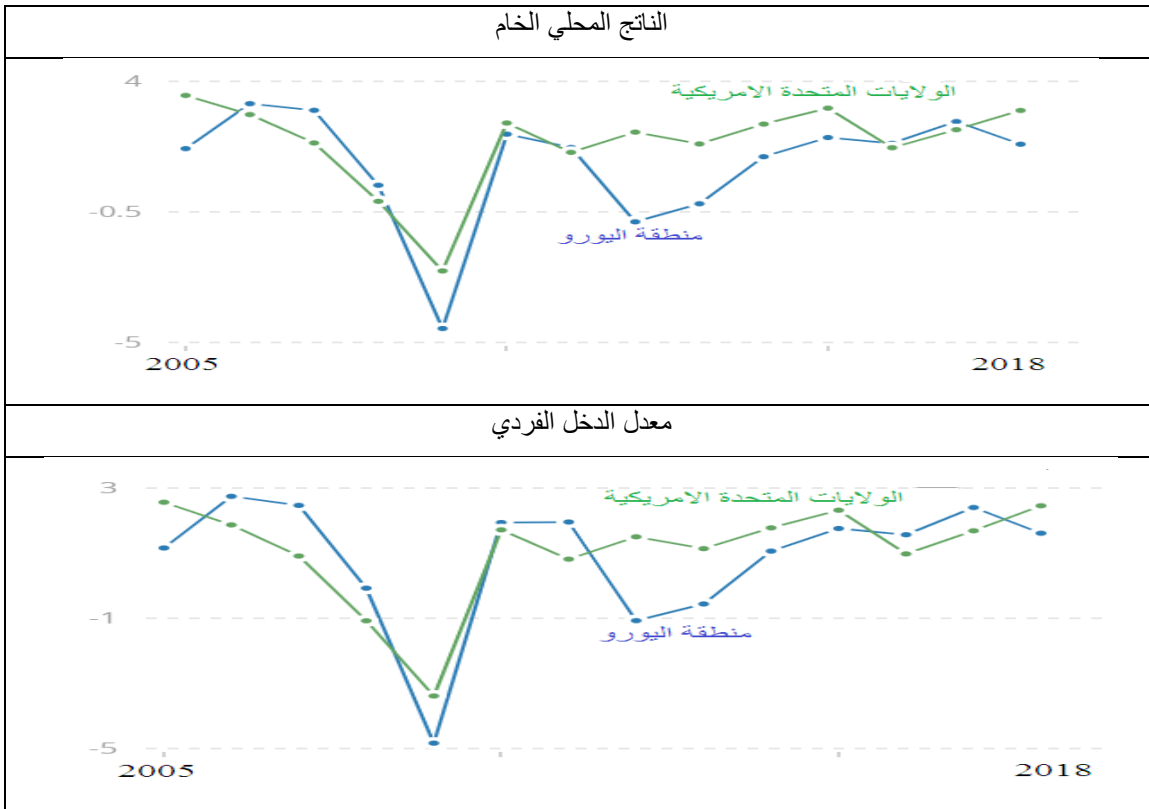 الناتج المحلي الخام
4
الولايات المتحدة الامريكية
-0.5
منطقة اليورو
-5
2005
2018
معدل الدخل الفردي
3
الولايات المتحدة الامريكية
-1
منطقة اليورو
-5
2005
2018